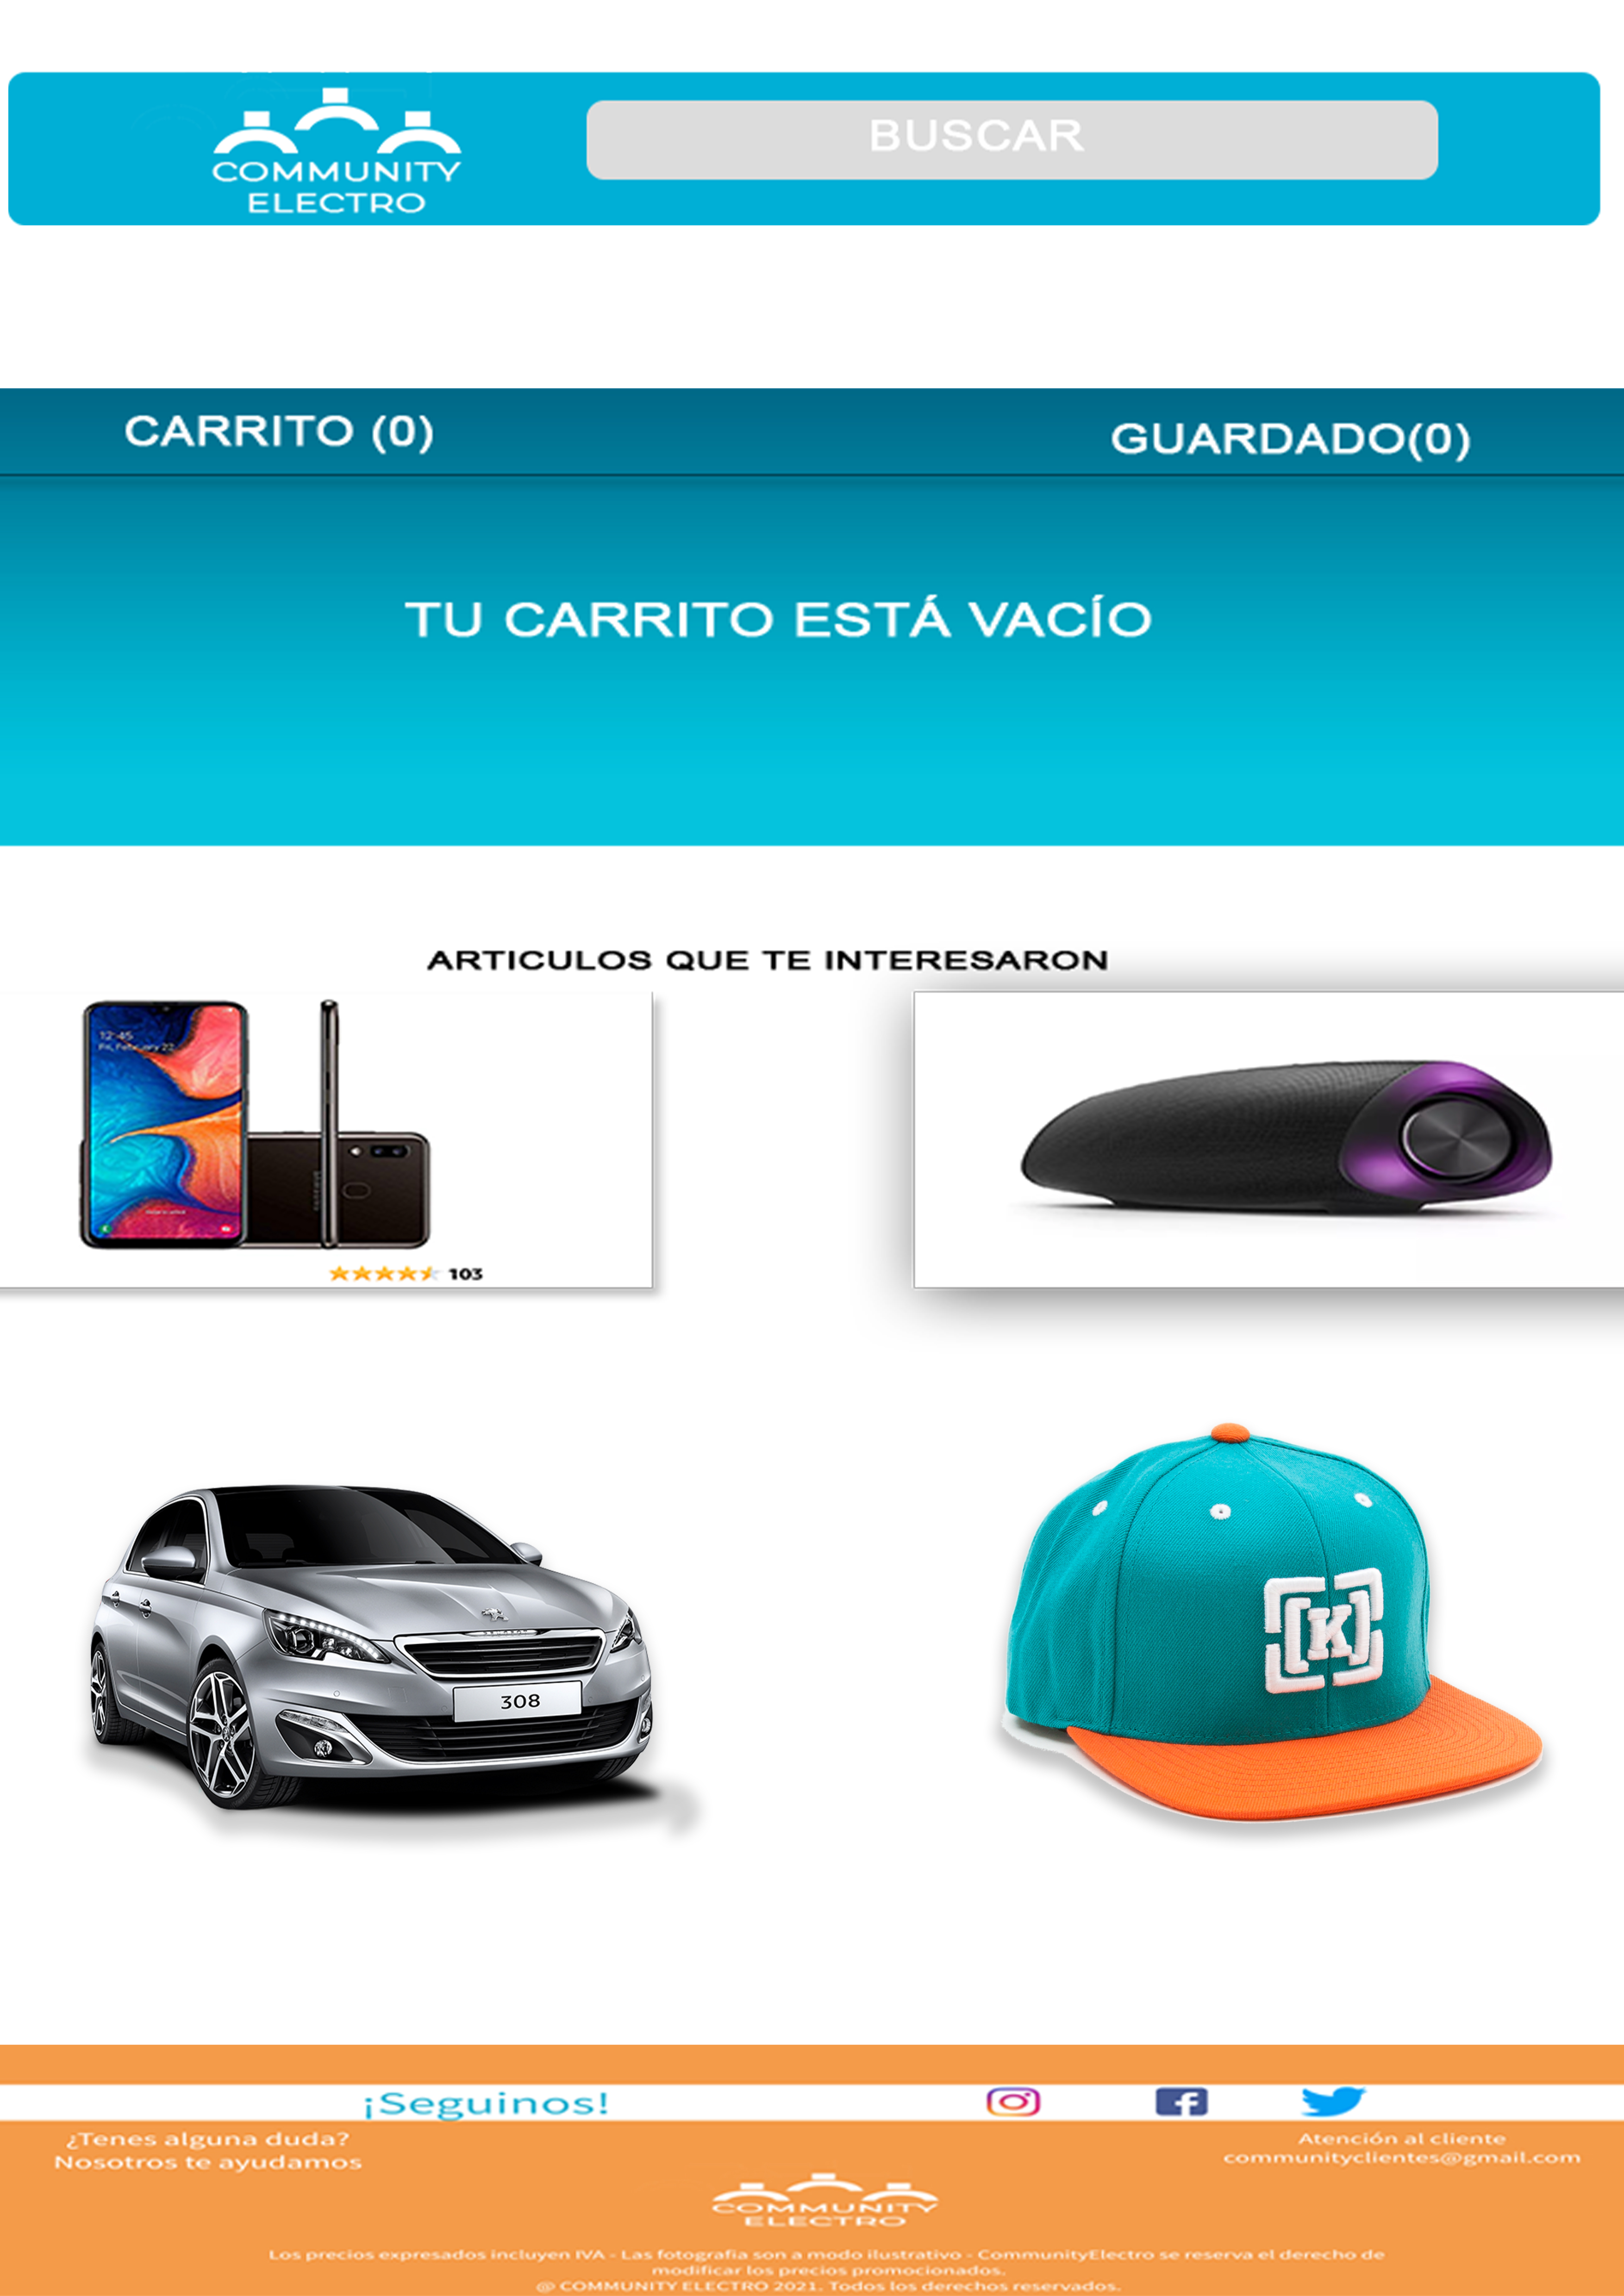 COMMUNITY
ELECTRO
BUSCAR
CARRITO (0)
GUARDADO(0)
TU CARRITO ESTÁ VACÍO
ARTICULOS QUE TE INTERESARON
12:45
Fri, February 22
SAMSUNG
103
308
[K]
¡Seguinos!
¿Tenes alguna duda?
Nosotros te ayudamos
Atención al cliente
communityclientes@gmail.com
COMMUNITY
ELECTRO
Los precios expresados incluyen IVA - Las fotografia son a modo ilustrativo - CommunityElectro se reserva el derecho de
modificar los precios promocionados.
@ COMMUNITY ELECTRO 2021. Todos los derechos reservados.